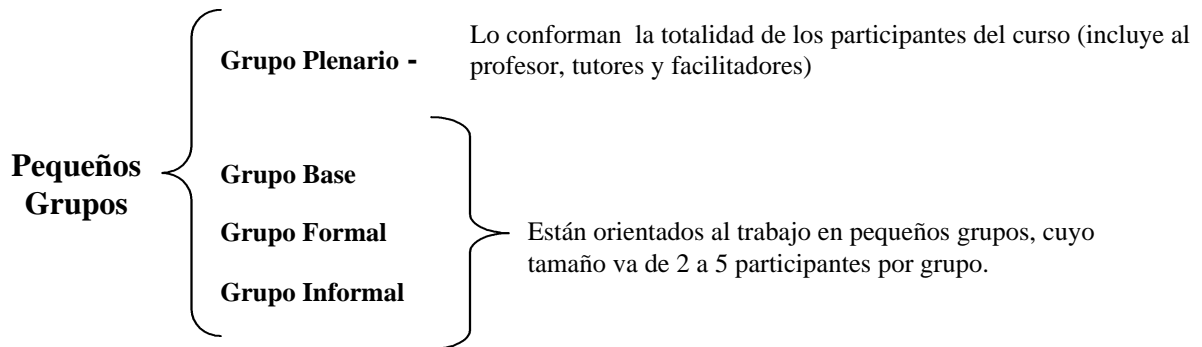 Lo conforman la totalidad de los participantes del curso (incluye al
Grupo Plenario - profesor, tutores y facilitadores)
Pequeños
Grupos
Grupo Base
Grupo Formal
Grupo Informal
Están orientados al trabajo en pequeños grupos, cuyo
tamaño va de 2 a 5 participantes por grupo.